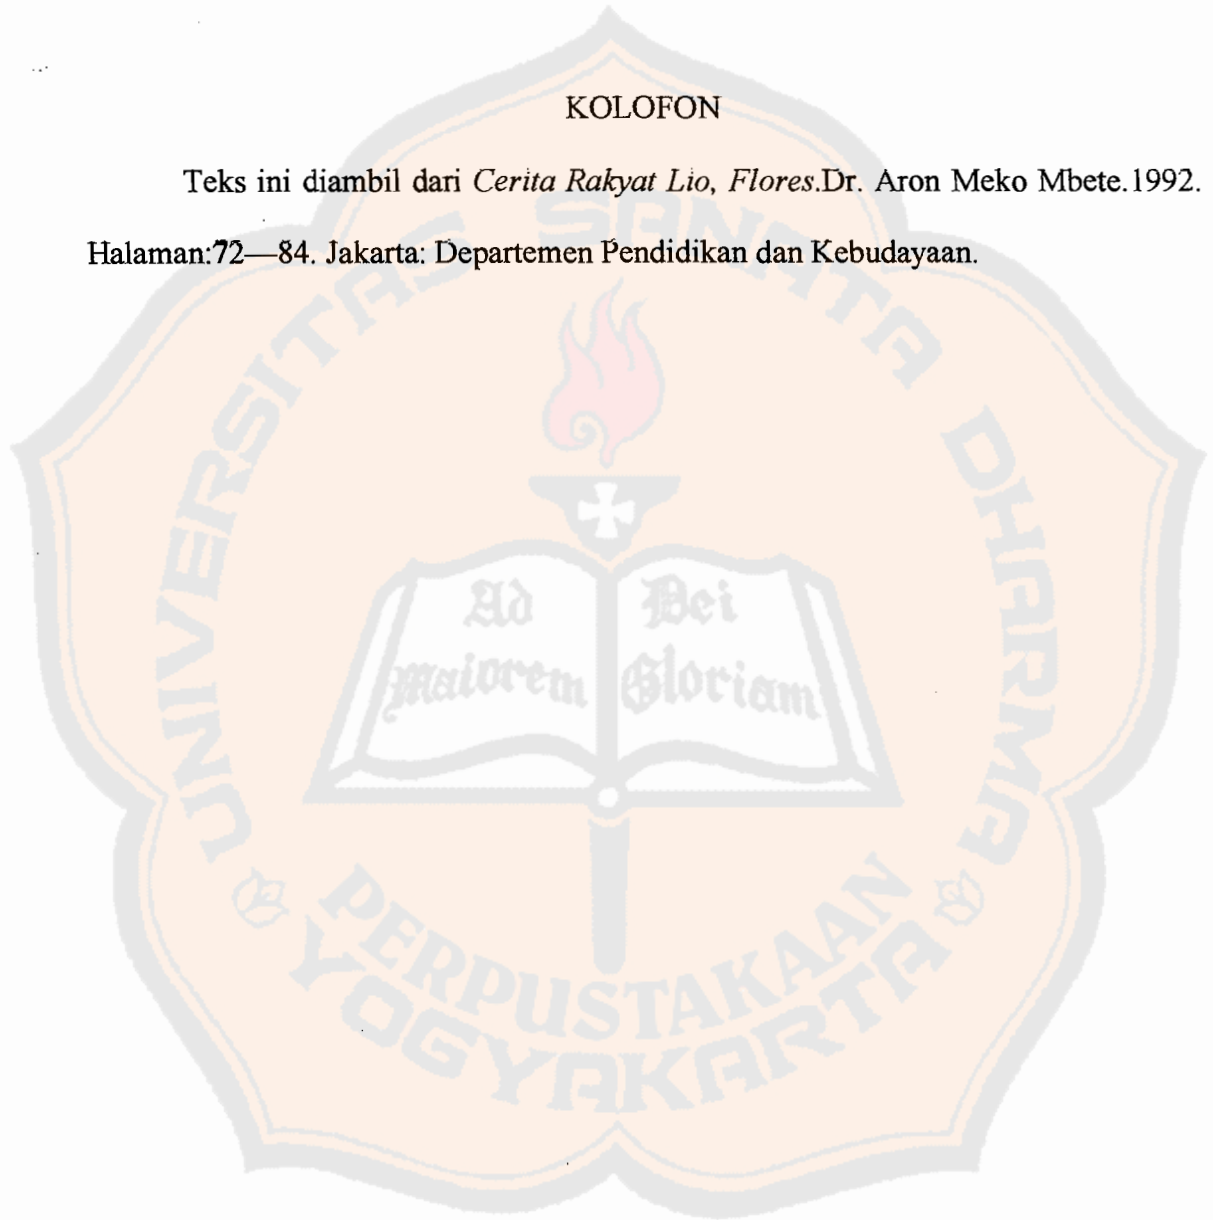 KOLOFON
Teks ini diambil dari Cerita Rakyat Lio, Flores.Dr. Aron Meko Mbete.1992.
Halaman:72—84. Jakarta: Departemen Pendidikan dan Kebudayaan.
UNIVERSITAS SANATA DHARMA
Ad Dei
Maiorem Gloriam
PERPUSTAKAAN
YOGYAKARTA